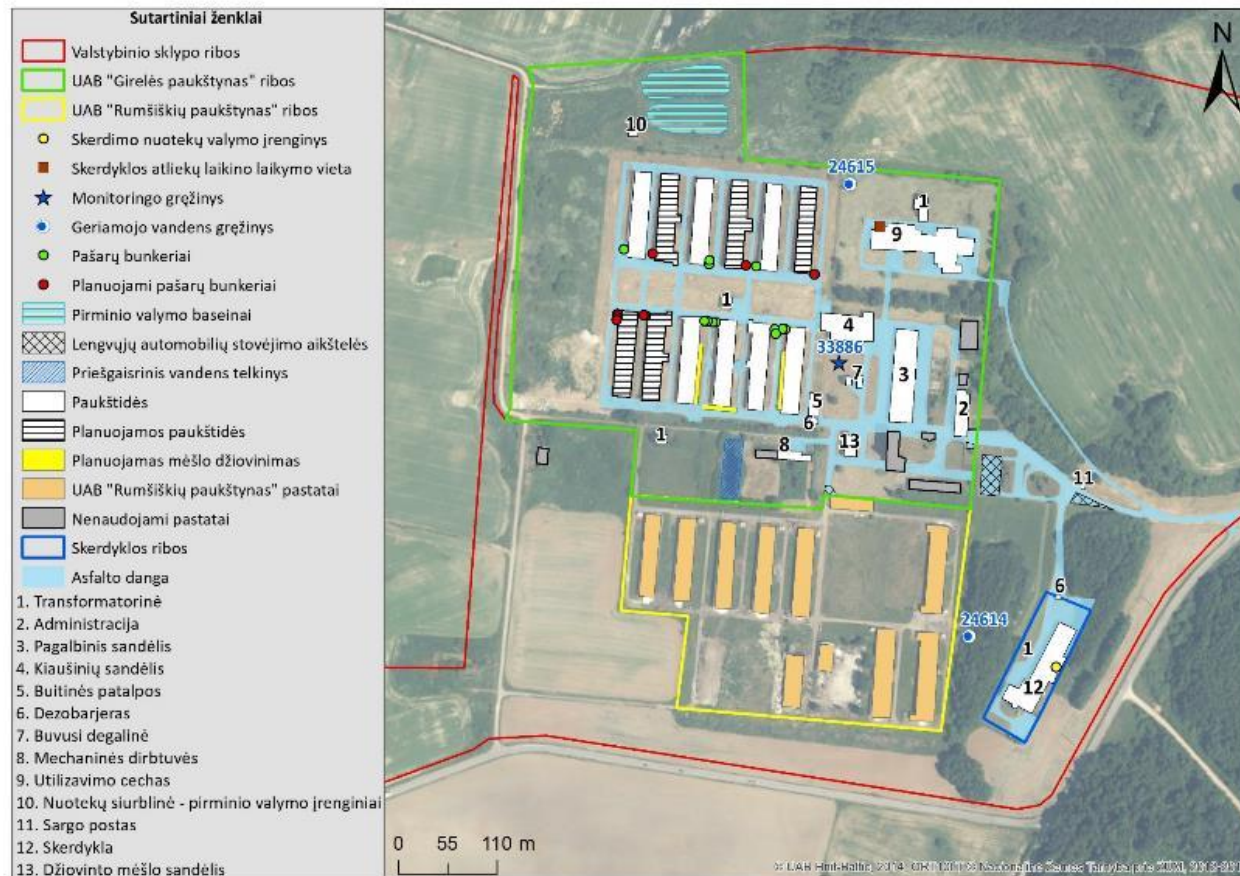 Sutartiniai ženklai
Valstybinio sklypo ribos
UAB "Girelės paukštynas" ribos
UAB "Rumšiškių paukštynas" ribos
Skerdimo nuotekų valymo įrenginys
Skerdyklos atliekų laikino laikymo vieta
Monitoringo gręžinys
Geriamojo vandens gręžinys
Pašarų bunkeriai
Planuojami pašarų bunkeriai
Pirminio valymo baseinai
Lengvųjų automobilių stovėjimo aikštelės
Priešgaisrinis vandens telkinys
Paukštidės
Planuojamos paukštidės
Planuojamas mėšlo džiovinimas
UAB "Rumšiškių paukštynas" pastatai
Nenaudojami pastatai
Skerdyklos ribos
Asfalto danga
1. Transformatorinė
2. Administracija
3. Pagalbinis sandėlis
4. Kiaušinių sandėlis
5. Buitinės patalpos
6. Dezobarjeras
7. Buvusi degalinė
8. Mechaninės dirbtuvės
9. Utilizavimo cechas
10. Nuotekų siurblinė - pirminio valymo įrenginiai
11. Sargo postas
12. Skerdykla
13. Džiovinto mėšlo sandėlis
N
10
24615
1
9
1
4
33886
7
3
5
2
6
1
8
13
11
6
24614
1
12
0 55 110 m
© UAB